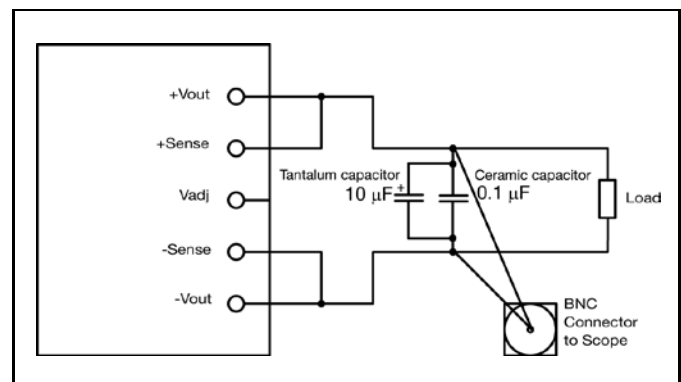 +Vout
+Sense
Vadj
-Sense
-Vout
Tantalum capacitor
10 μF+
Ceramic capacitor
0.1 μF
Load
BNC
Connector
to Scope